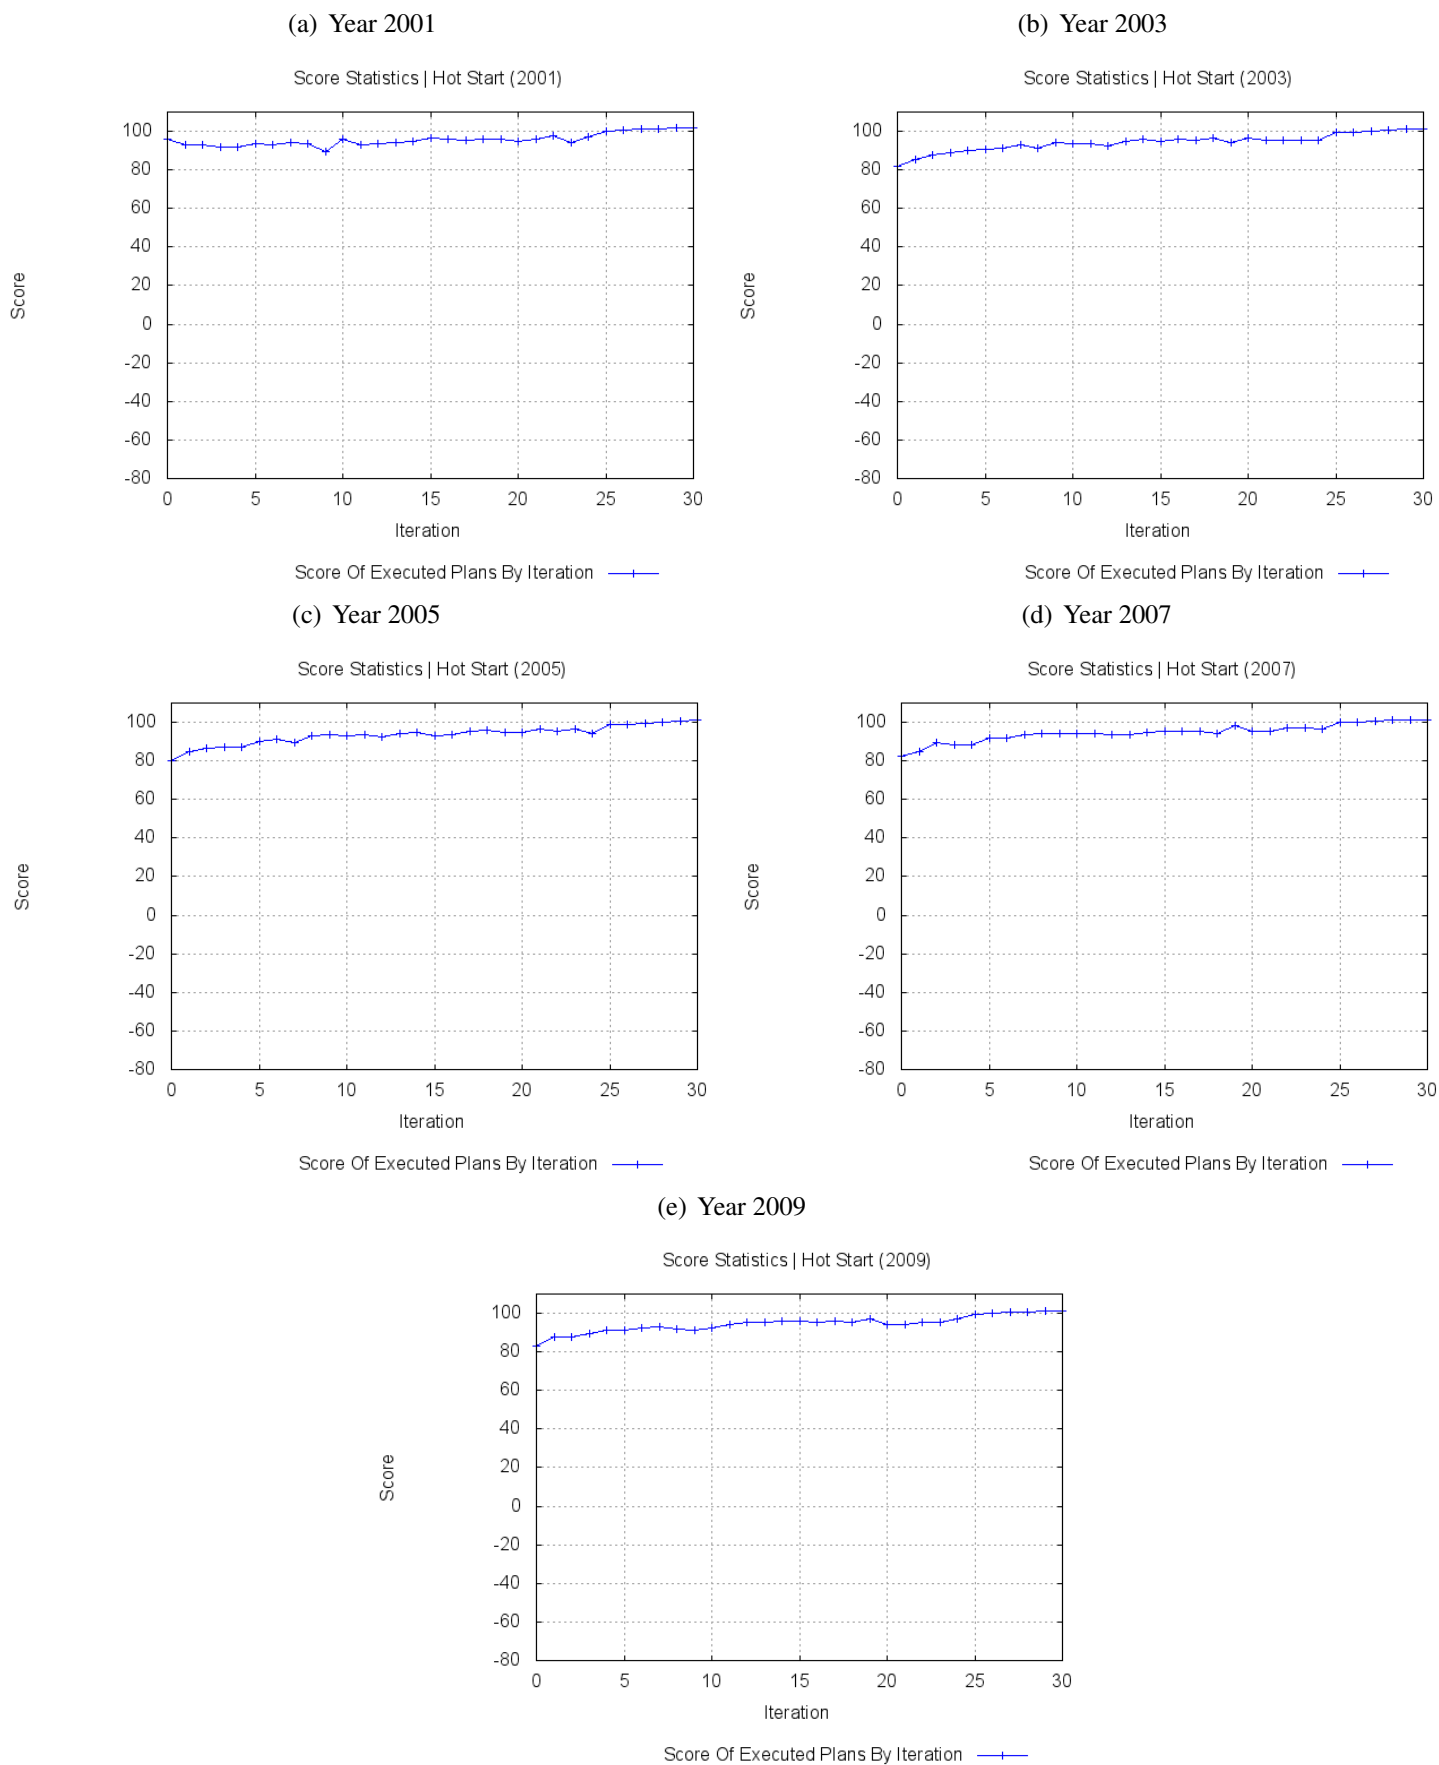 (a) Year 2001
Score Statistics | Hot Start (2001)
100
80
60
40
20
0
-20
-40
-60
-80
Score
0 5 10 15 20 25 30
Iteration
Score Of Executed Plans By Iteration
(b) Year 2003
Score Statistics | Hot Start (2003)
100
80
60
40
20
0
-20
-40
-60
-80
Score
0 5 10 15 20 25 30
Iteration
Score Of Executed Plans By Iteration
(c) Year 2005
Score Statistics | Hot Start (2005)
100
80
60
40
20
0
-20
-40
-60
-80
Score
0 5 10 15 20 25 30
Iteration
Score Of Executed Plans By Iteration
(d) Year 2007
Score Statistics | Hot Start (2007)
100
80
60
40
20
0
-20
-40
-60
-80
Score
0 5 10 15 20 25 30
Iteration
Score Of Executed Plans By Iteration
(e) Year 2009
Score Statistics | Hot Start (2009)
100
80
60
40
20
0
-20
-40
-60
-80
Score
0 5 10 15 20 25 30
Iteration
Score Of Executed Plans By Iteration